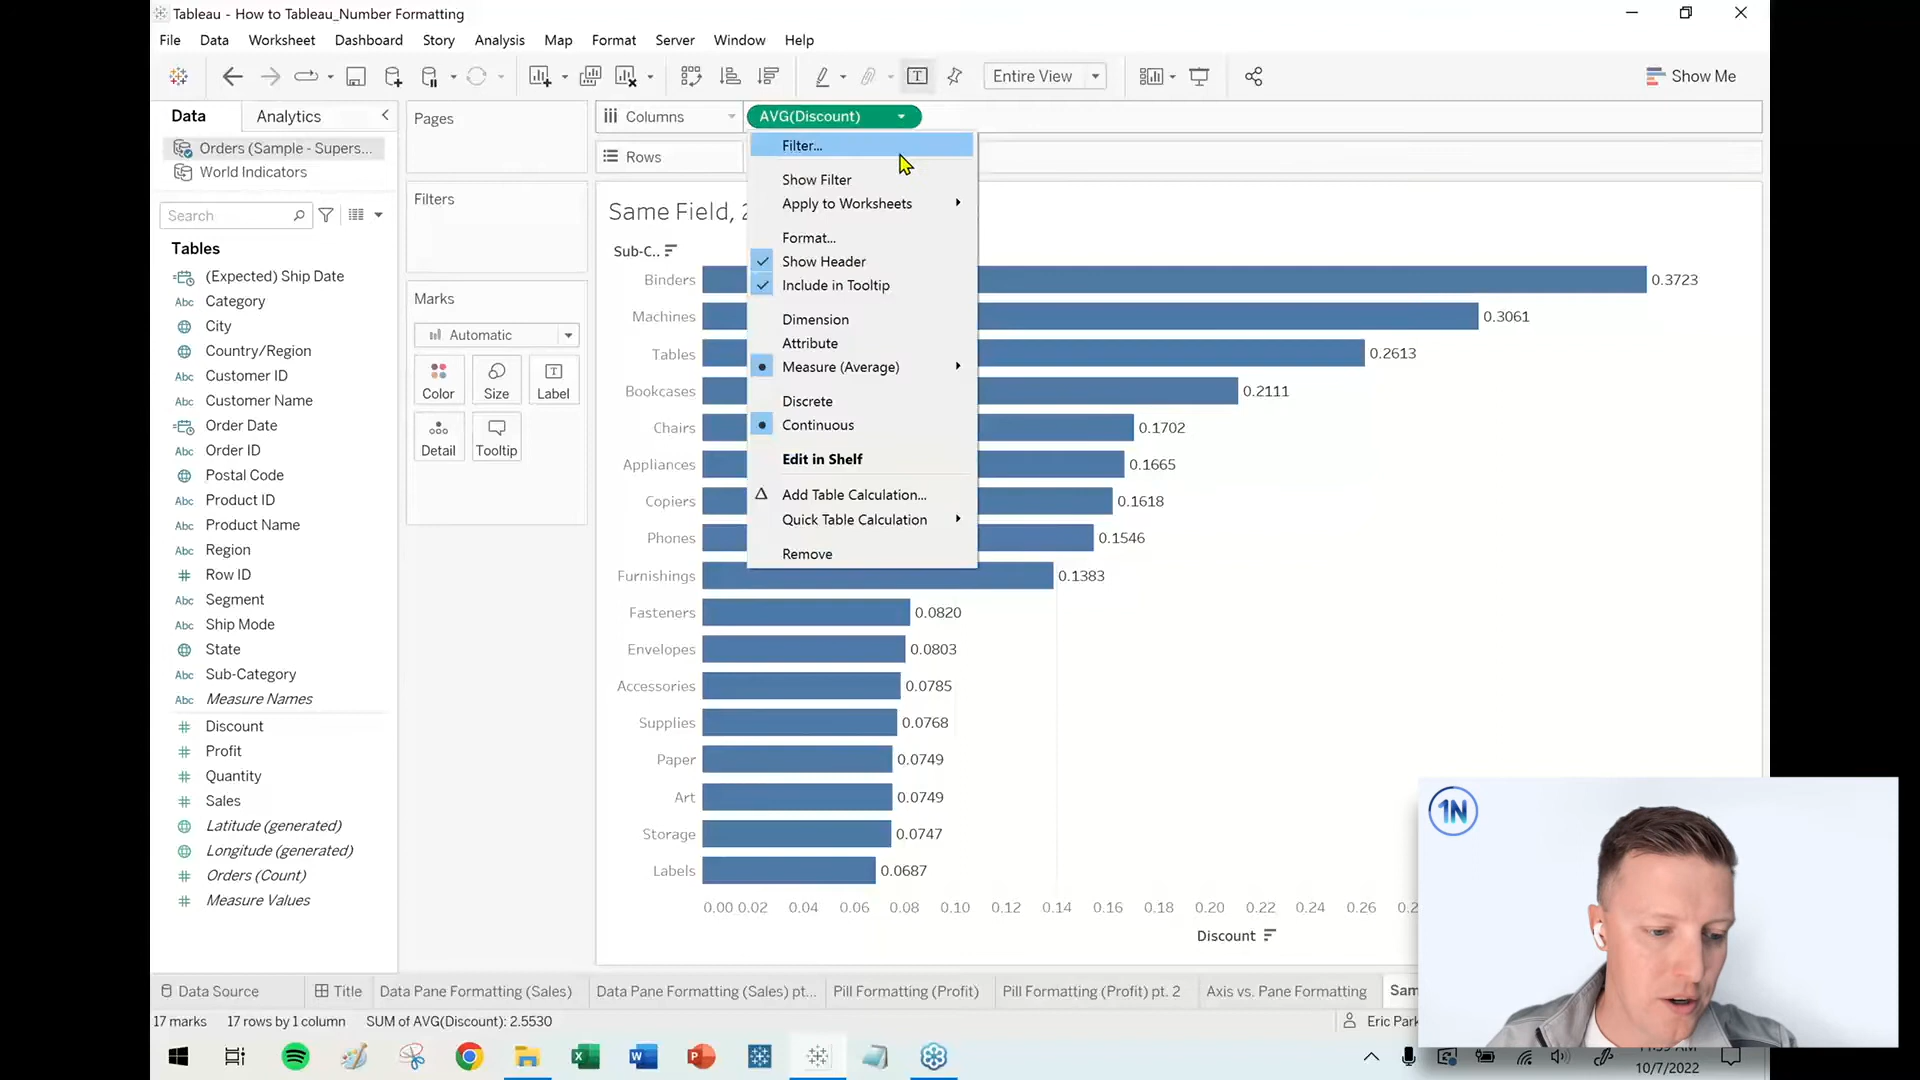 Tableau - How to Tableau_Number Formatting
File Data Worksheet Dashboard Story Analysis Map Format Server Window Help
Entire View
Show Me
Data
Analytics
Orders (Sample - Supers...
World Indicators
Search
Tables
(Expected) Ship Date
Abc Category
City
Country/Region
Abc Customer ID
Abc Customer Name
Order Date
Abc Order ID
Postal Code
Abc Product ID
Abc Product Name
Abc Region
# Row ID
Abc Segment
Abc Ship Mode
State
Abc Sub-Category
Abc Measure Names
# Discount
# Profit
# Quantity
# Sales
Latitude (generated)
Longitude (generated)
# Orders (Count)
# Measure Values
Pages
Filters
Marks
Automatic
Color Size Label
Detail Tooltip
Columns
AVG(Discount)
Rows
Filter...
Show Filter
Apply to Worksheets
Format...
Show Header
Include in Tooltip
Dimension
Attribute
Measure (Average)
Discrete
Continuous
Edit in Shelf
Add Table Calculation...
Quick Table Calculation
Remove
Same Field, 2
Sub-C..
Binders 0.3723
Machines 0.3061
Tables 0.2613
Bookcases 0.2111
Chairs 0.1702
Appliances 0.1665
Copiers 0.1618
Phones 0.1546
Furnishings 0.1383
Fasteners 0.0820
Envelopes 0.0803
Accessories 0.0785
Supplies 0.0768
Paper 0.0749
Art 0.0749
Storage 0.0747
Labels 0.0687
0.00 0.02 0.04 0.06 0.08 0.10 0.12 0.14 0.16 0.18 0.20 0.22 0.24 0.26
Discount
1N
Data Source
Title
Data Pane Formatting (Sales)
Data Pane Formatting (Sales) pt...
Pill Formatting (Profit)
Pill Formatting (Profit) pt. 2
Axis vs. Pane Formatting
Sam
17 marks 17 rows by 1 column SUM of AVG(Discount): 2.5530
Eric Park
10/7/2022